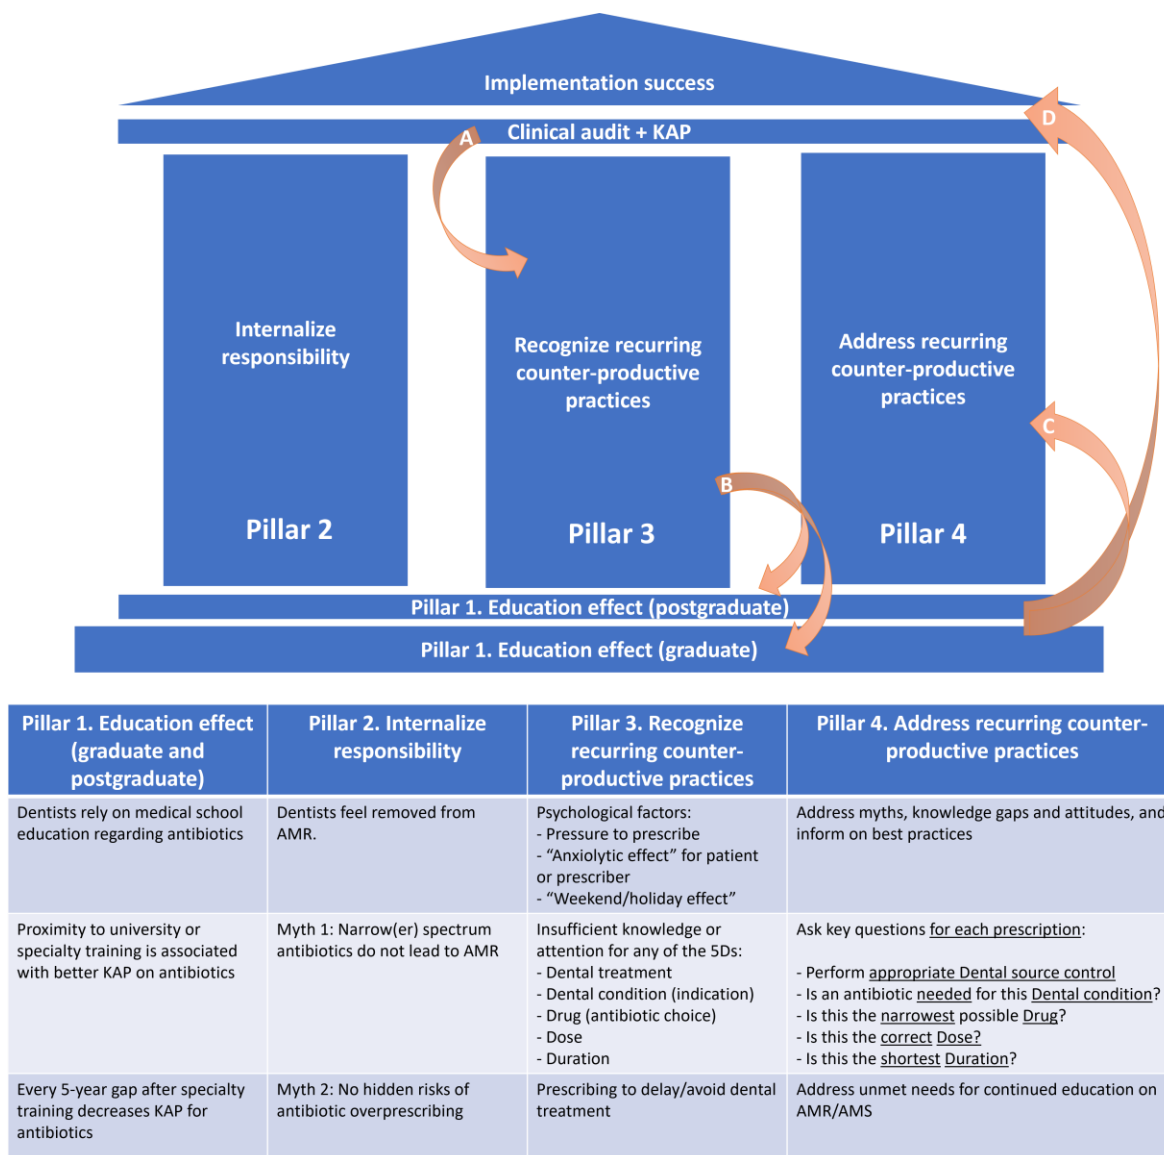 Implementation success
D
Clinical audit + KAP
A
Internalize
responsibility
Recognize recurring
counter-productive
practices
Address recurring
counter-productive
practices
C
B
Pillar 2
Pillar 3
Pillar 4
Pillar 1. Education effect (postgraduate)
Pillar 1. Education effect (graduate)
Pillar 1. Education effect
(graduate and
postgraduate)
Pillar 2. Internalize
responsibility
Pillar 3. Recognize
recurring counter-
productive practices
Pillar 4. Address recurring counter-
productive practices
Dentists rely on medical school
education regarding antibiotics
Dentists feel removed from
AMR.
Psychological factors:
- Pressure to prescribe
- “Anxiolytic effect” for patient
or prescriber
- “Weekend/holiday effect”
Address myths, knowledge gaps and attitudes, and
inform on best practices
Proximity to university or
specialty training is associated
with better KAP on antibiotics
Myth 1: Narrow(er) spectrum
antibiotics do not lead to AMR
Insufficient knowledge or
attention for any of the 5Ds:
- Dental treatment
- Dental condition (indication)
- Drug (antibiotic choice)
- Dose
- Duration
Ask key questions for each prescription:
- Perform appropriate Dental source control
- Is an antibiotic needed for this Dental condition?
- Is this the narrowest possible Drug?
- Is this the correct Dose?
- Is this the shortest Duration?
Every 5-year gap after specialty
training decreases KAP for
antibiotics
Myth 2: No hidden risks of
antibiotic overprescribing
Prescribing to delay/avoid dental
treatment
Address unmet needs for continued education on
AMR/AMS